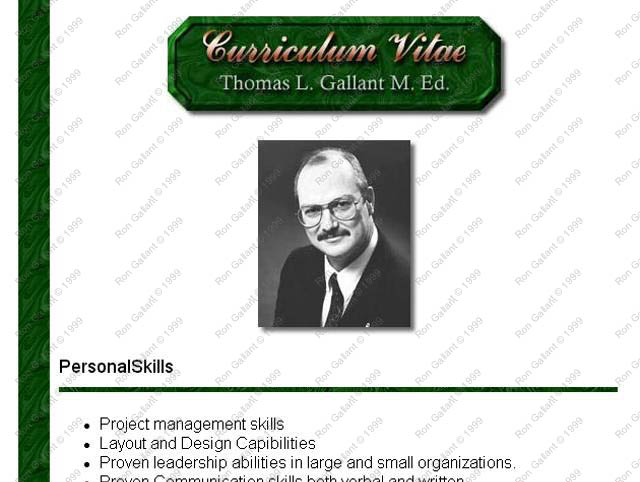 Curriculum Vitae
Thomas L. Gallant M. Ed.
PersonalSkills
Project management skills
Layout and Design Capibilities
Proven leadership abilities in large and small organizations.
Proven Communication skills both verbal and written
Ron Gallant © 1999